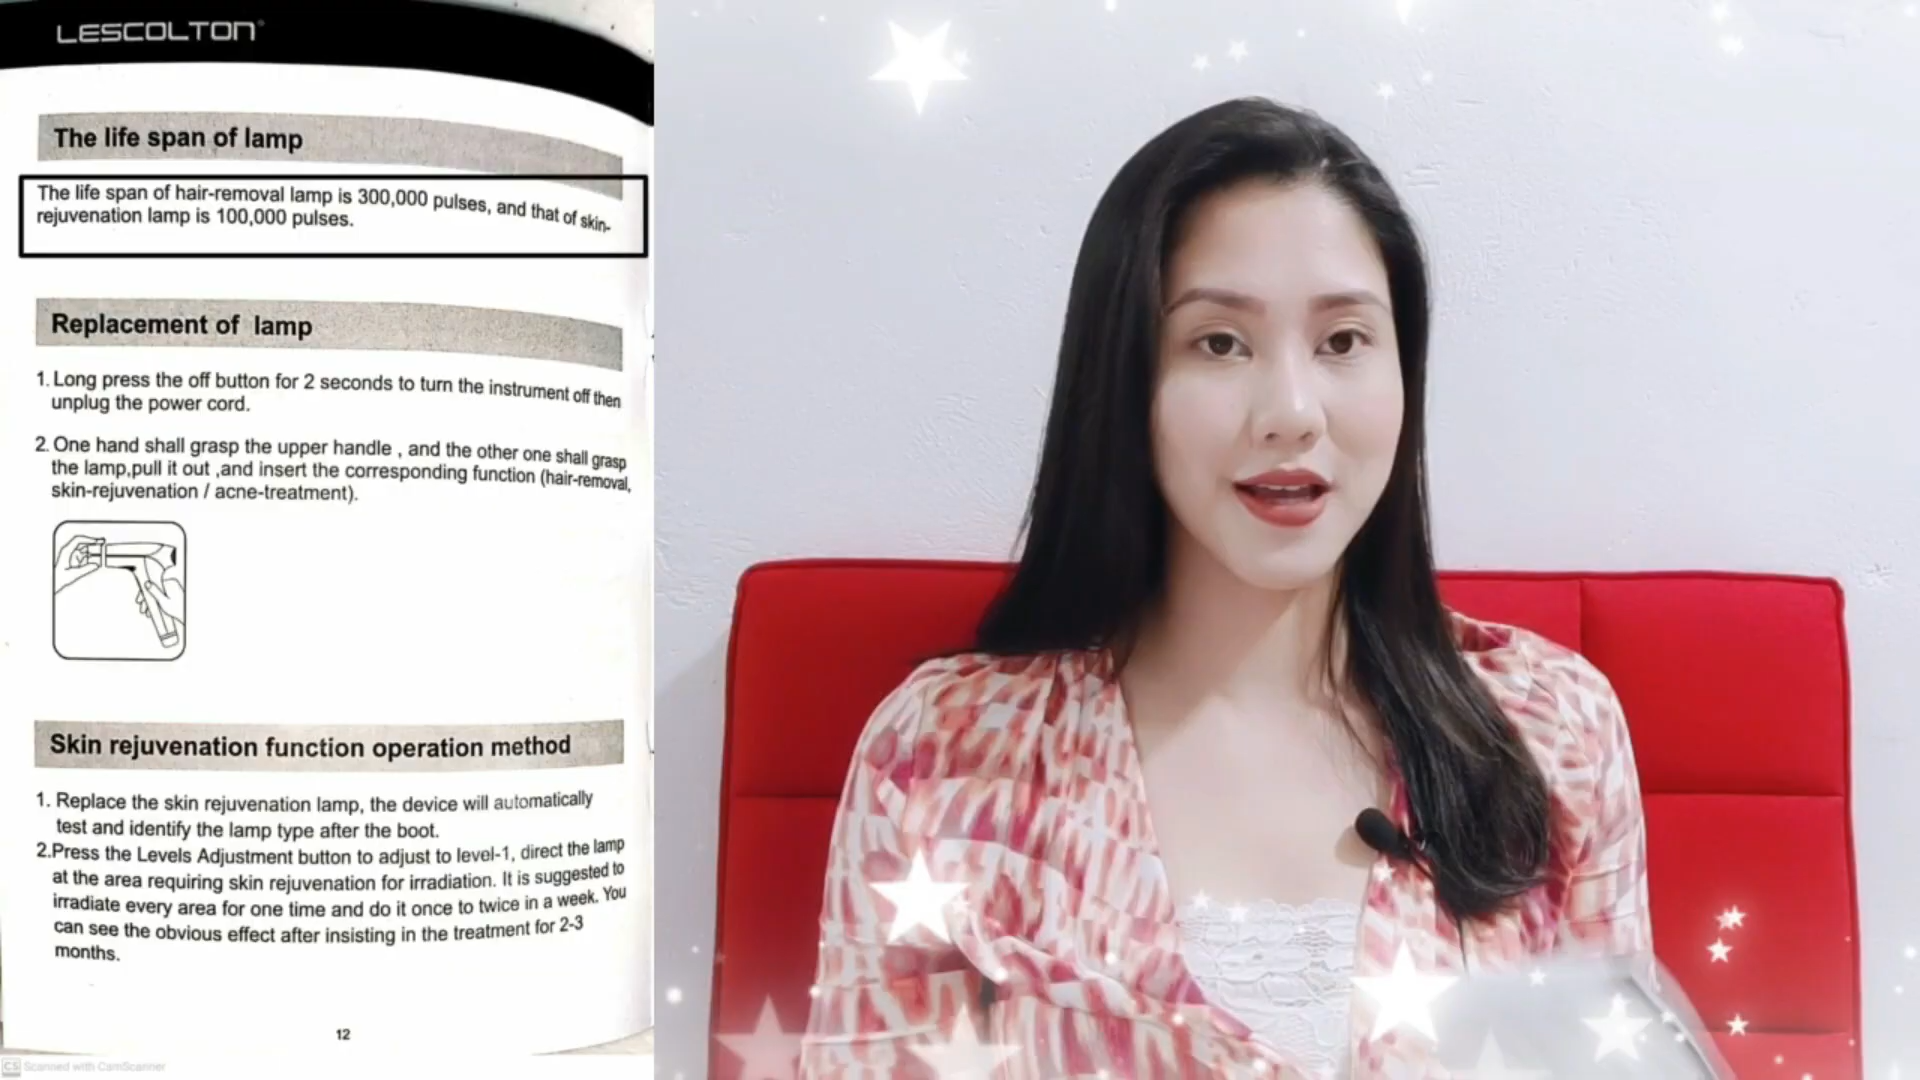 LESCOLTON®
The life span of lamp
The life span of hair-removal lamp is 300,000 pulses, and that of skin-
rejuvenation lamp is 100,000 pulses.
Replacement of lamp
1. Long press the off button for 2 seconds to turn the instrument off then
unplug the power cord.
2. One hand shall grasp the upper handle , and the other one shall grasp
the lamp,pull it out ,and insert the corresponding function (hair-removal,
skin-rejuvenation / acne-treatment).
Skin rejuvenation function operation method
1. Replace the skin rejuvenation lamp, the device will automatically
test and identify the lamp type after the boot.
2.Press the Levels Adjustment button to adjust to level-1, direct the lamp
at the area requiring skin rejuvenation for irradiation. It is suggested to
irradiate every area for one time and do it once to twice in a week. You
can see the obvious effect after insisting in the treatment for 2-3
months.
12
CS Scanned with CamScanner